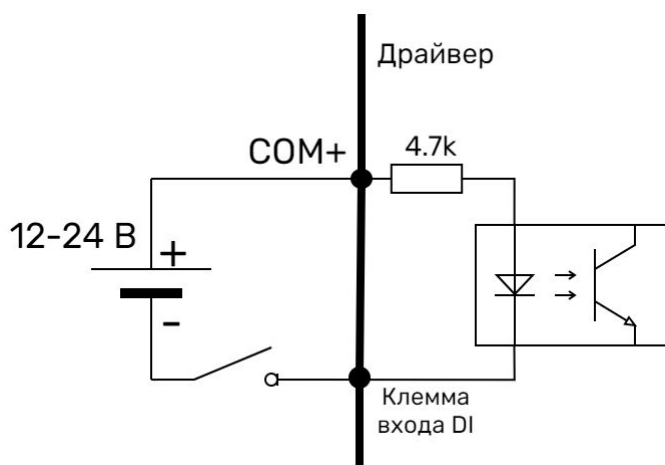 Драйвер
COM+
4.7k
12-24 В
+
-
Клемма
входа DI